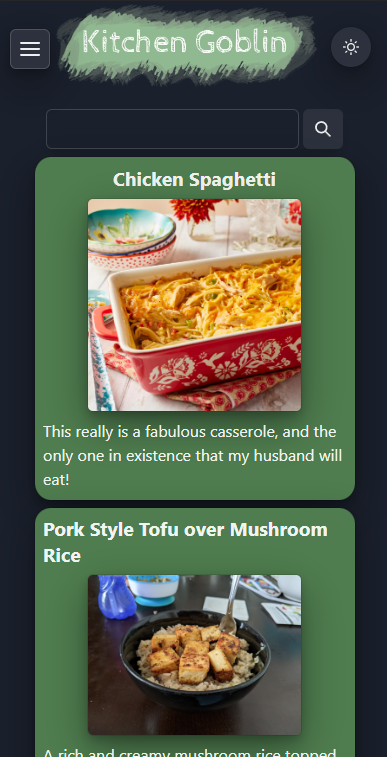 Kitchen Goblin
Chicken Spaghetti
This really is a fabulous casserole, and the
only one in existence that my husband will
eat!
Pork Style Tofu over Mushroom
Rice
A rich and creamy mushroom rice topped